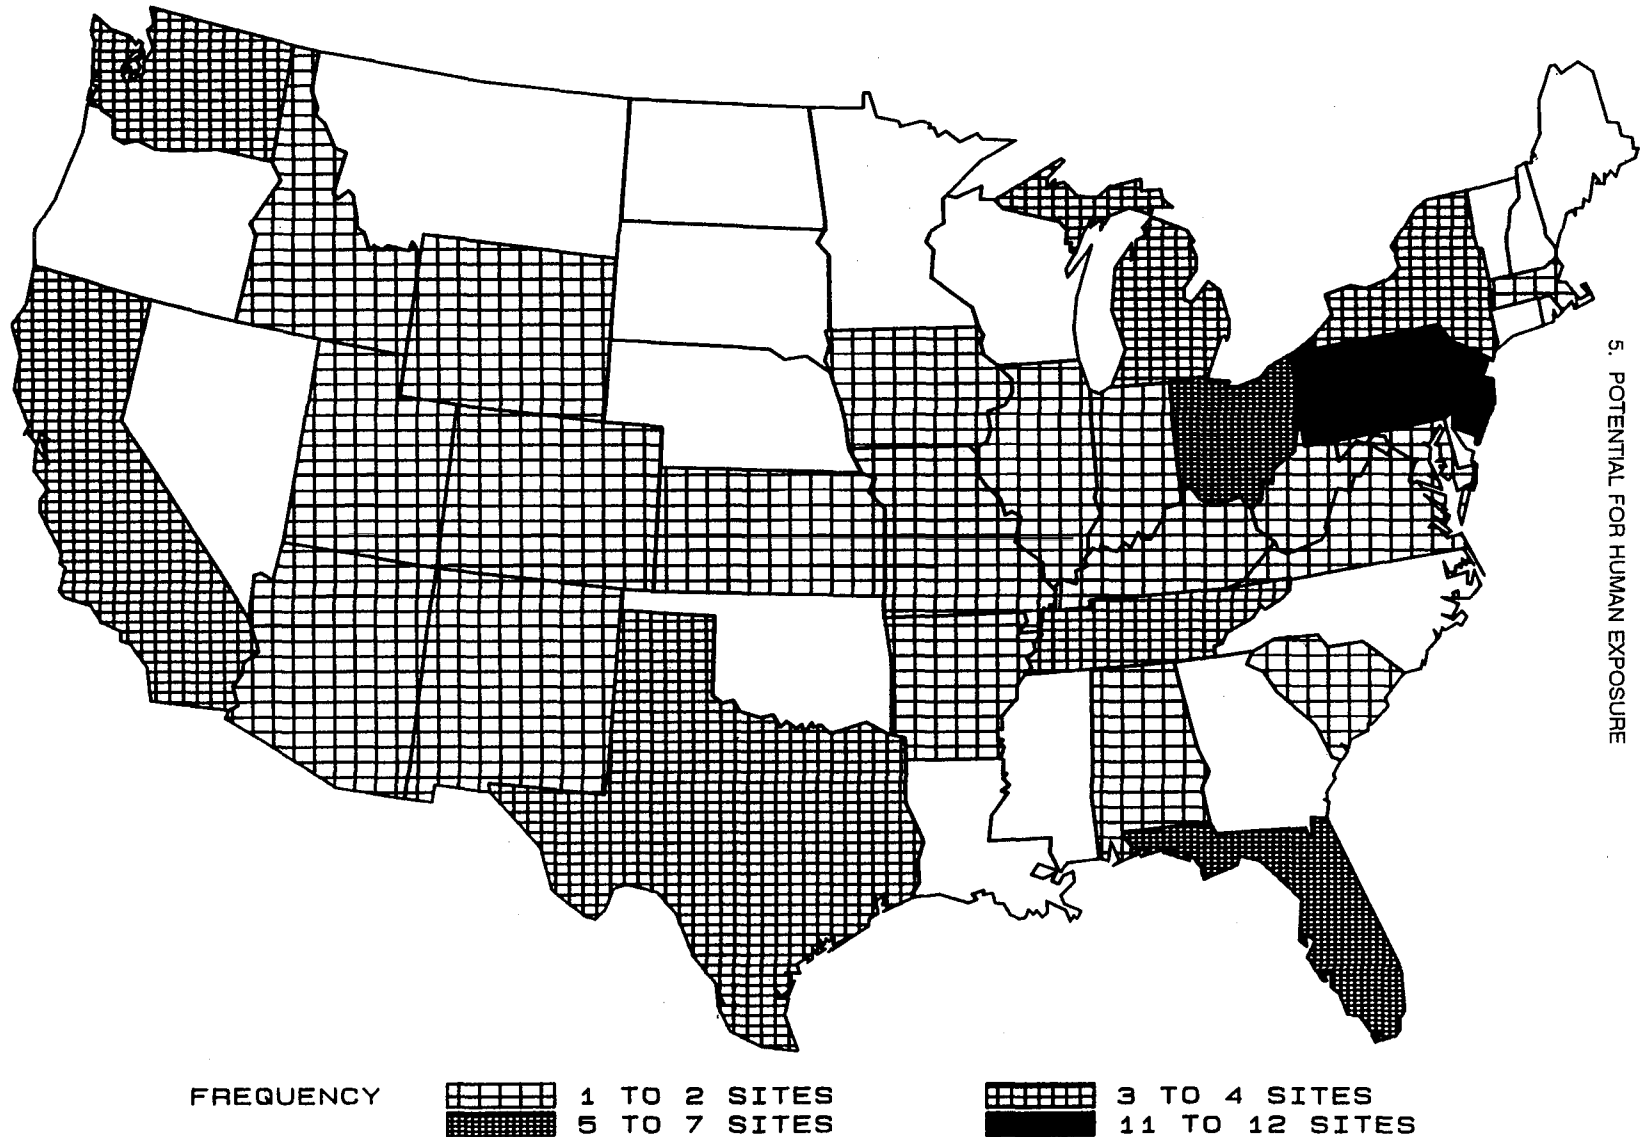 5. POTENTIAL FOR HUMAN EXPOSURE
FREQUENCY
1 TO 2 SITES
3 TO 4 SITES
5 TO 7 SITES
11 TO 12 SITES